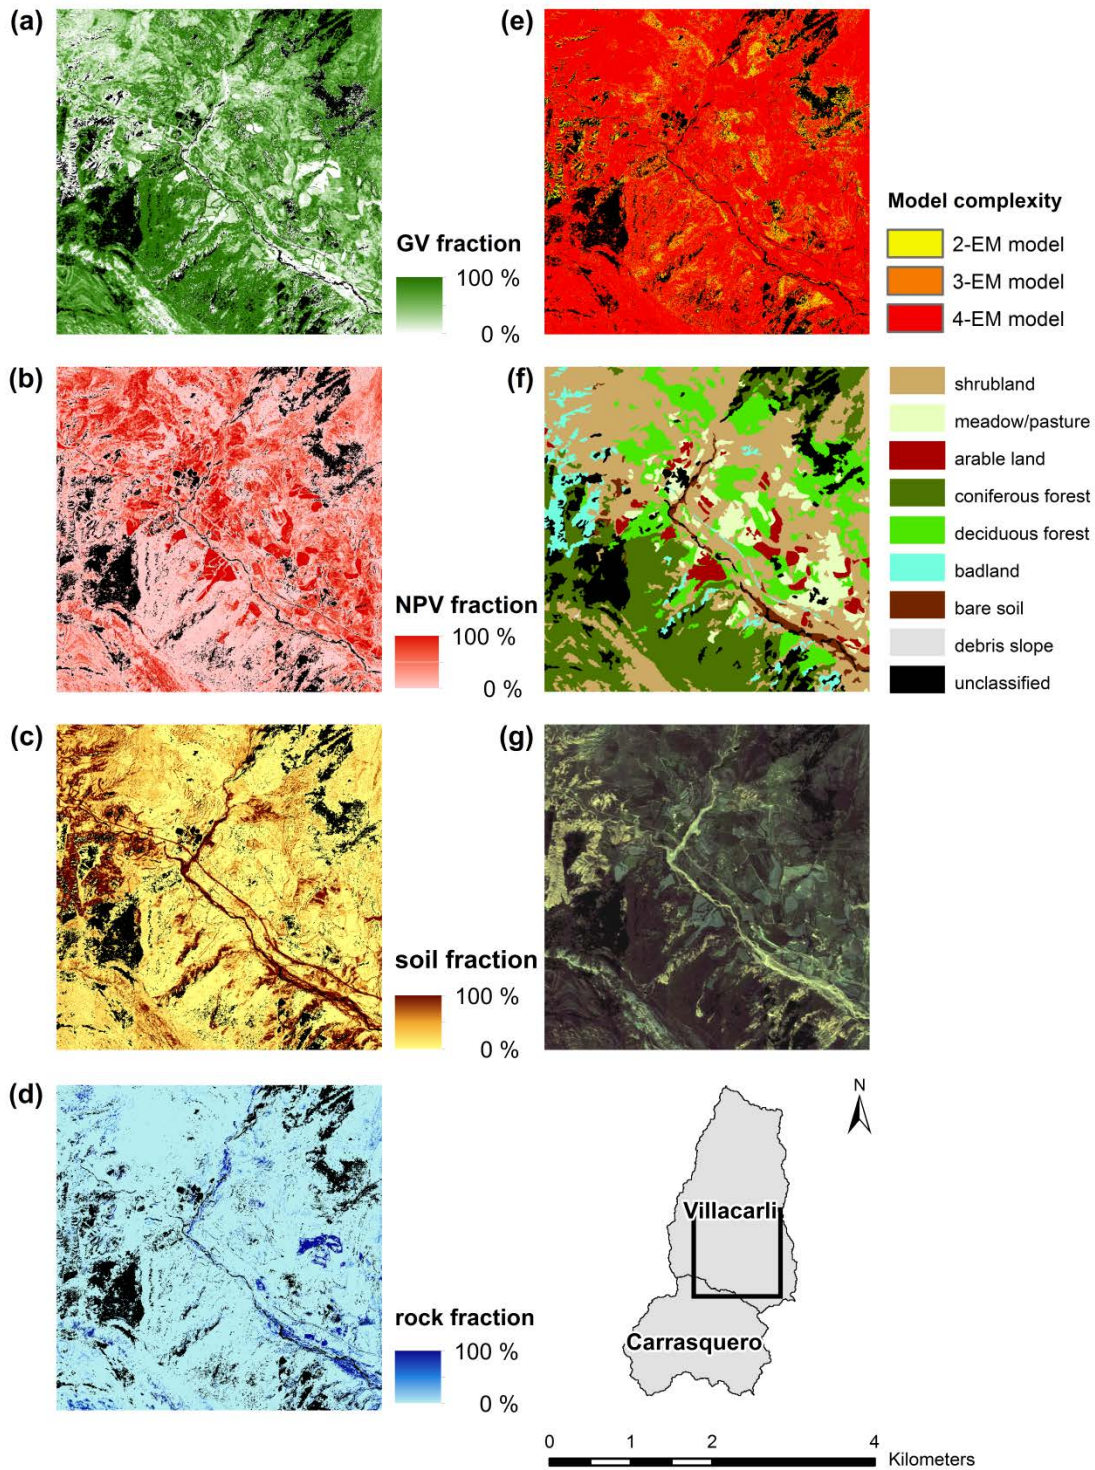 (a)
(e)
GV fraction
100 %
0 %
Model complexity
2-EM model
3-EM model
4-EM model
(b)
(f)
NPV fraction
100 %
0 %
shrubland
meadow/pasture
arable land
coniferous forest
deciduous forest
badland
bare soil
debris slope
unclassified
(c)
(g)
soil fraction
100 %
0 %
(d)
rock fraction
100 %
0 %
N
Villacarli
Carrasquero
0 1 2 4
Kilometers